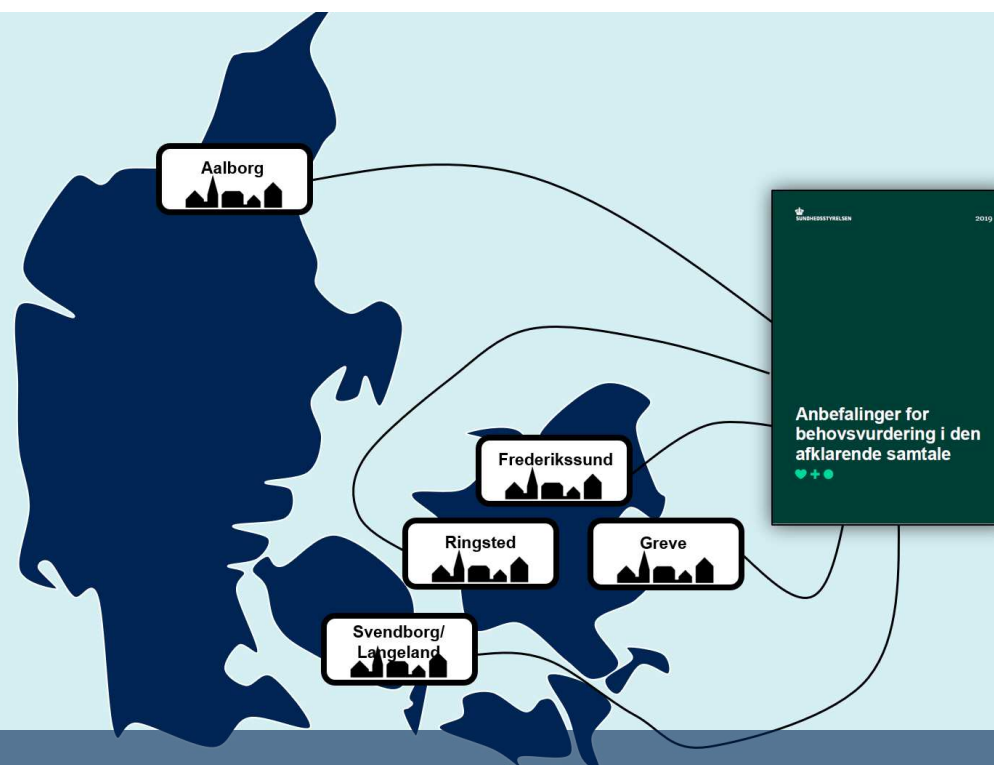 Aalborg
SUNDHEDSSTYRELSEN
2019
Anbefalinger for
behovsvurdering i den
afklarende samtale
Frederikssund
Ringsted
Greve
Svendborg/
Langeland